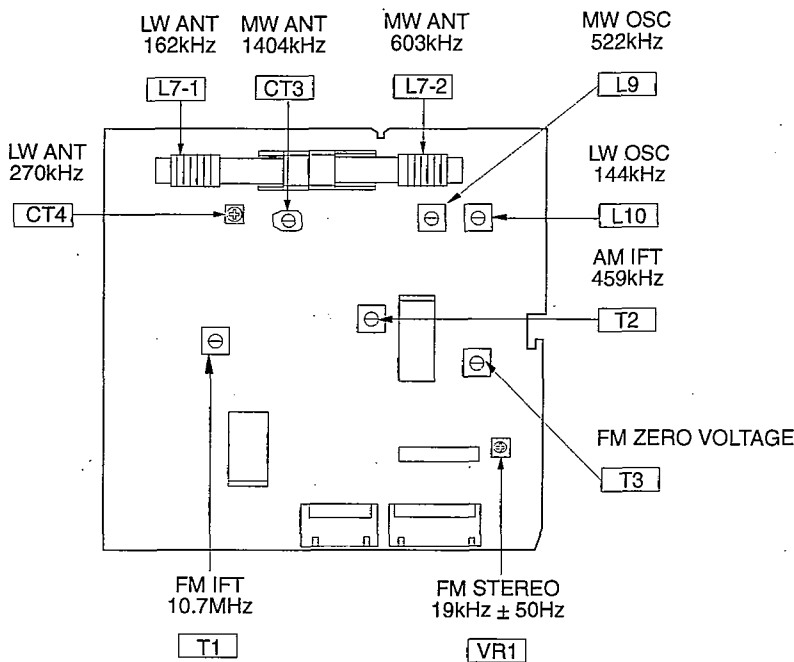 LW ANT
162kHz
L7-1
MW ANT
1404kHz
CT3
MW ANT
603kHz
L7-2
MW OSC
522kHz
L9
LW ANT
270kHz
CT4
LW OSC
144kHz
L10
AM IFT
459kHz
T2
FM ZERO VOLTAGE
T3
FM IFT
10.7MHz
T1
FM STEREO
19kHz ± 50Hz
VR1